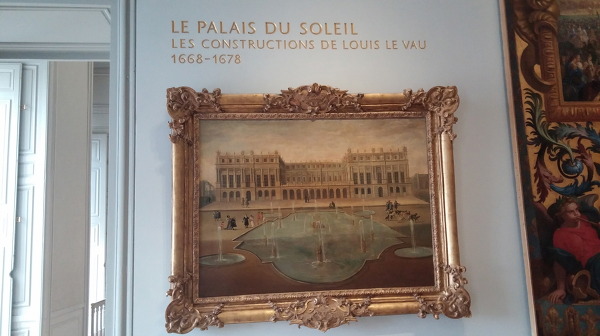 LE PALAIS DU SOLEIL
LES CONSTRUCTIONS DE LOUIS LE VAU
1668-1678